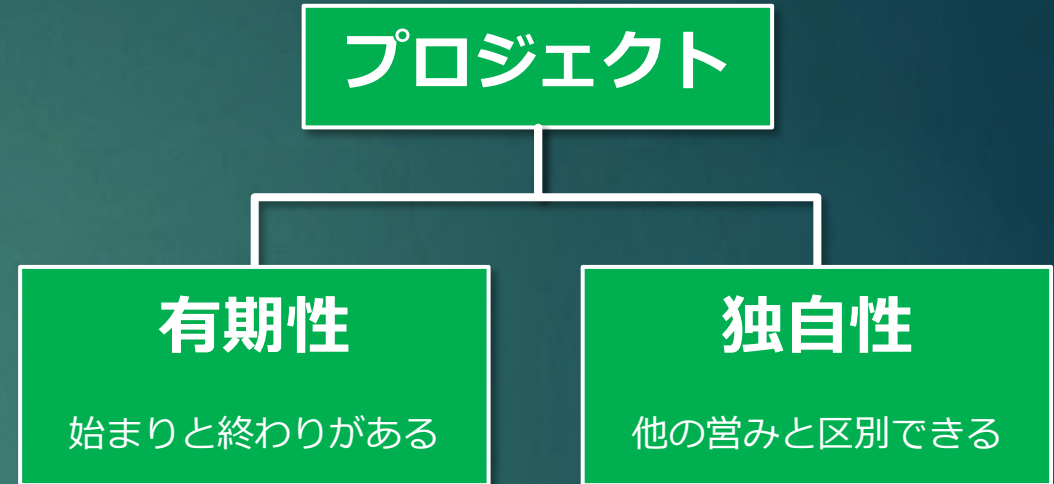 プロジェクト
有期性
始まりと終わりがある
独自性
他の営みと区別できる